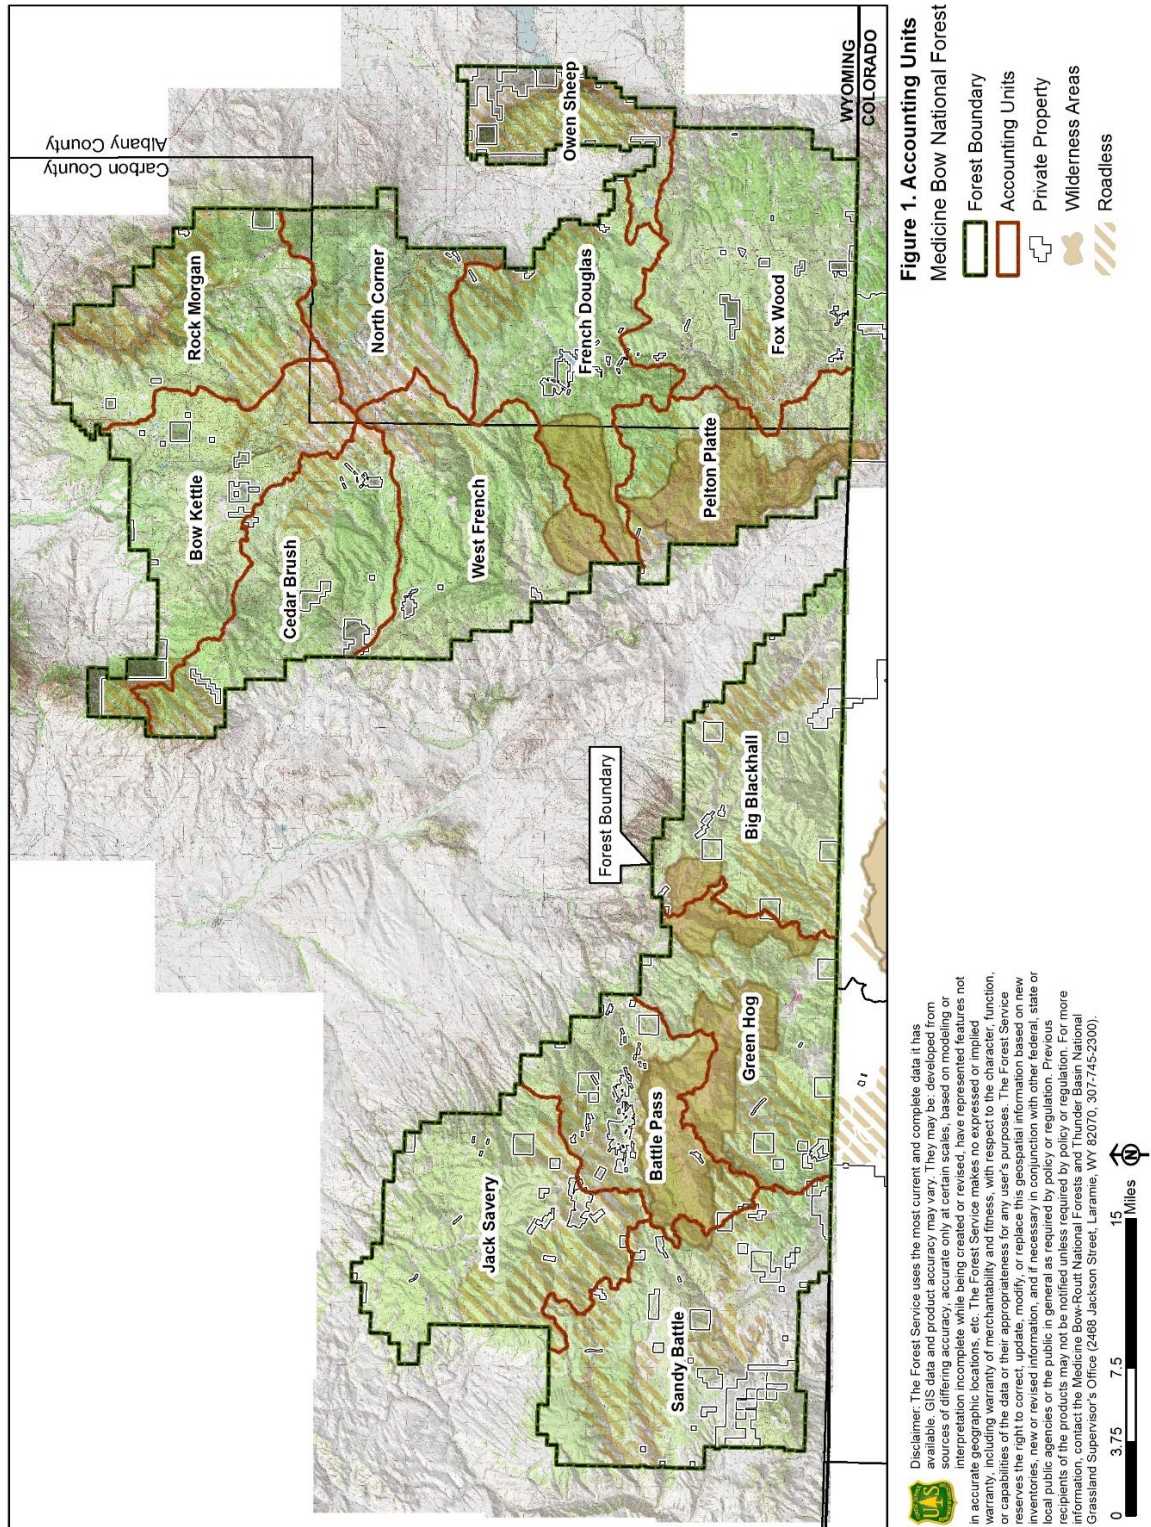 Carbon County
Albany County
Rock Morgan
Bow Kettle
North Corner
Cedar Brush
Owen Sheep
West French
French Douglas
Pelton Platte
Fox Wood
WYOMING
COLORADO
Forest Boundary
Big Blackhall
Jack Savery
Battle Pass
Green Hog
Sandy Battle
Figure 1. Accounting Units
Medicine Bow National Forest
Forest Boundary
Accounting Units
Private Property
Wilderness Areas
Roadless
Disclaimer: The Forest Service uses the most current and complete data it has
available. GIS data and product accuracy may vary. They may be: developed from
sources of differing accuracy, accurate only at certain scales, based on modeling or
interpretation incomplete while being created or revised, have represented features not
in accurate geographic locations, etc. The Forest Service makes no expressed or implied
warranty, including warranty of merchantability and fitness, with respect to the character, function,
or capabilities of the data or their appropriateness for any user's purposes. The Forest Service
reserves the right to correct, update, modify, or replace this geospatial information based on new
inventories, new or revised information, and if necessary in conjunction with other federal, state or
local public agencies or the public in general as required by policy or regulation. Previous
recipients of the products may not be notified unless required by policy or regulation. For more
information, contact the Medicine Bow-Routt National Forests and Thunder Basin National
Grassland Supervisor's Office (2468 Jackson Street, Laramie, WY 82070, 307-745-2300).
0 3.75 7.5 15
Miles
N
UAS